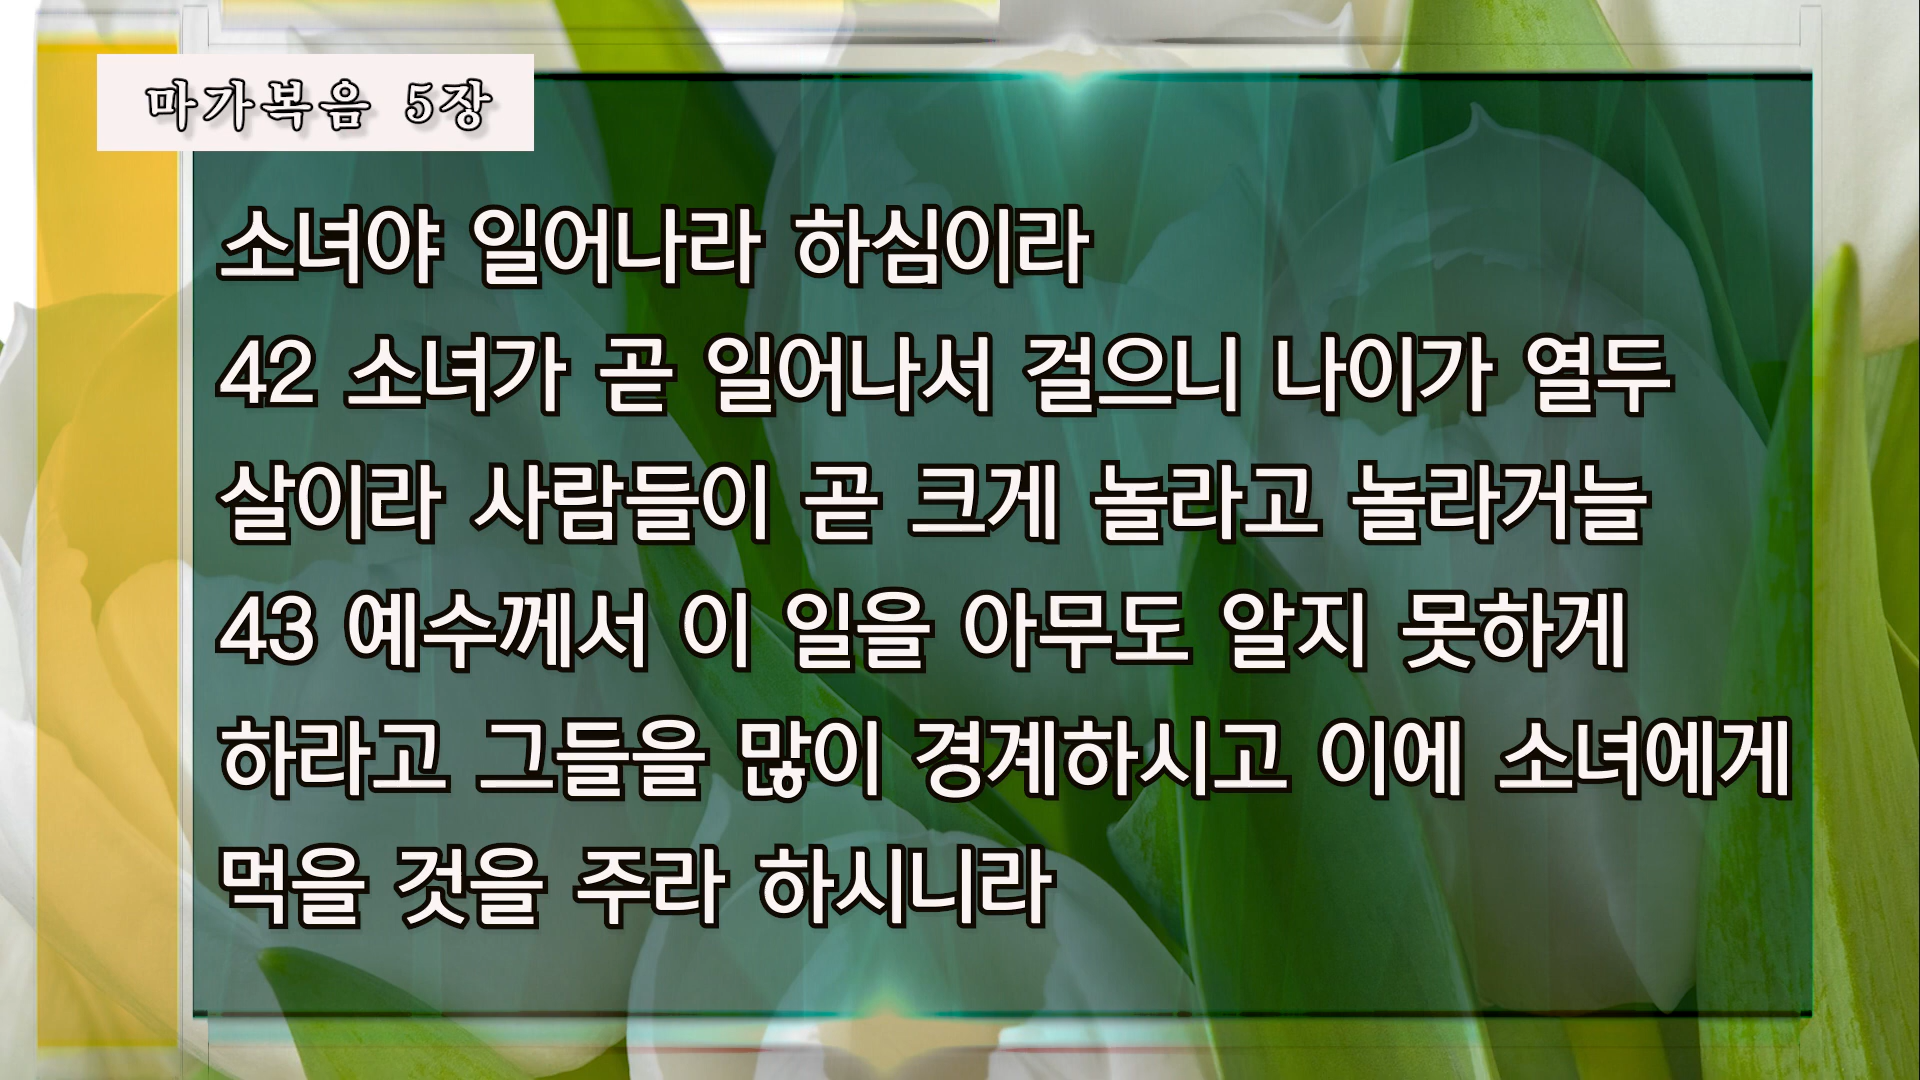 마가복음 5장
소녀야 일어나라 하심이라
42 소녀가 곧 일어나서 걸으니 나이가 열두
살이라 사람들이 곧 크게 놀라고 놀라거늘
43 예수께서 이 일을 아무도 알지 못하게
하라고 그들을 많이 경계하시고 이에 소녀에게
먹을 것을 주라 하시니라